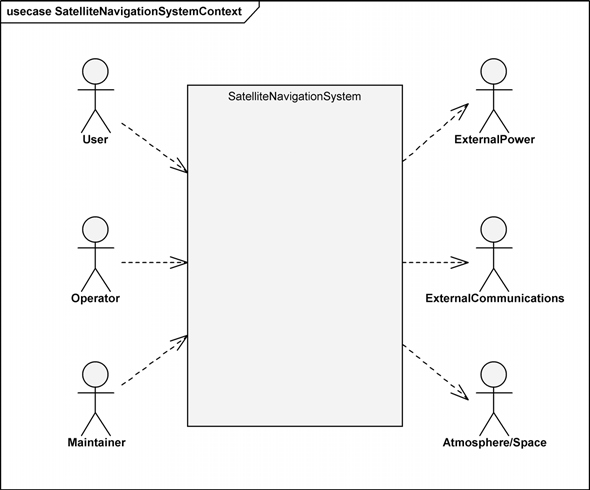 usecase SatelliteNavigationSystemContext
SatelliteNavigationSystem
User
ExternalPower
Operator
ExternalCommunications
Maintainer
Atmosphere/Space